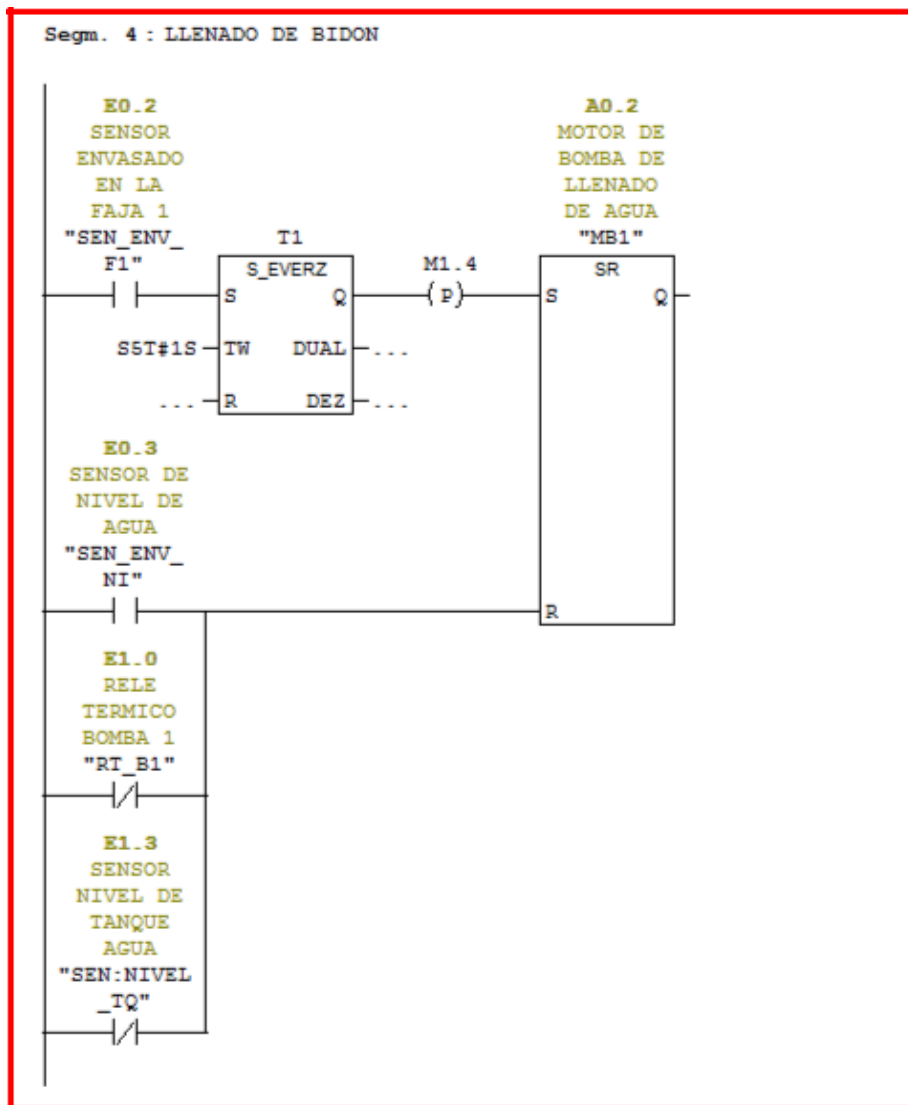 Segm. 4 : LLENADO DE BIDON
E0.2
SENSOR
ENVASADO
EN LA
FAJA 1
"SEN_ENV_
F1"
T1
S_EVERZ
S
Q
S5T#1S
TW
DUAL
...
...
R
DEZ
...
M1.4
(P)
A0.2
MOTOR DE
BOMBA DE
LLENADO
DE AGUA
"MB1"
SR
S
Q
R
E0.3
SENSOR DE
NIVEL DE
AGUA
"SEN_ENV_
NI"
E1.0
RELE
TERMICO
BOMBA 1
"RT_B1"
E1.3
SENSOR
NIVEL DE
TANQUE
AGUA
"SEN:NIVEL
_TQ"